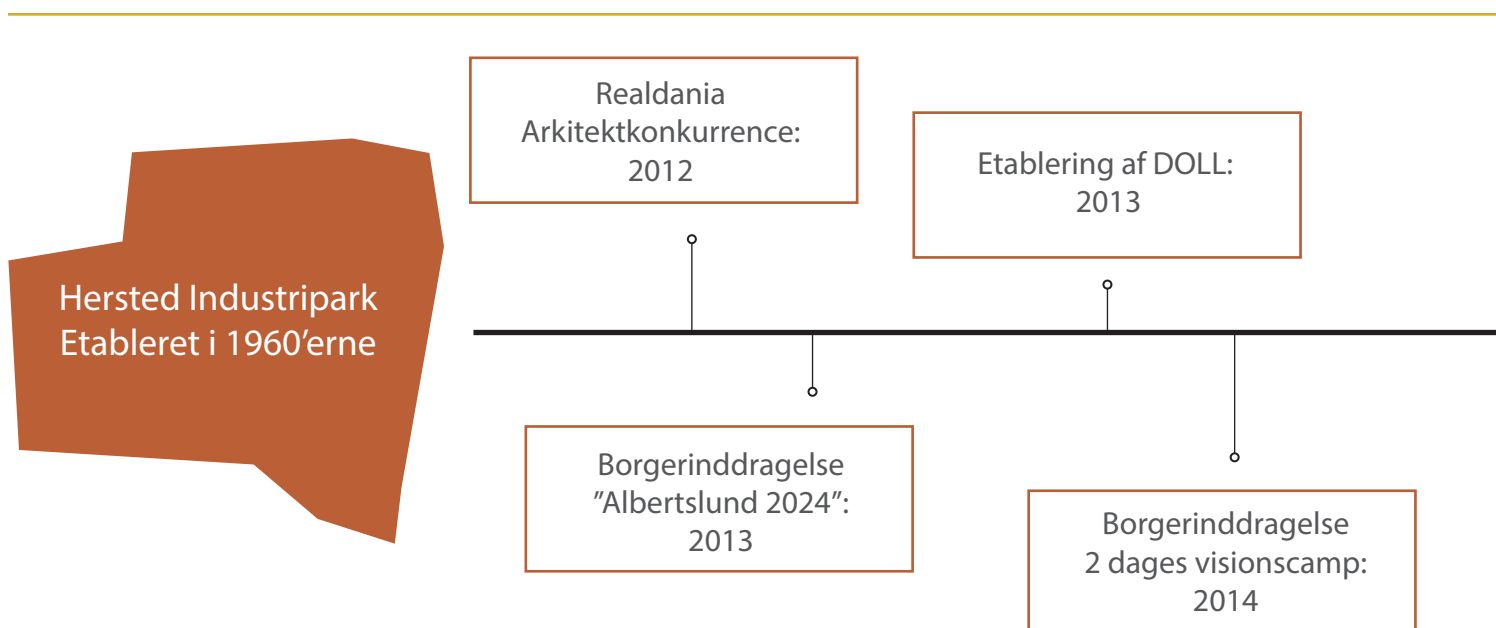 Hersted Industripark
Etableret i 1960’erne
Realdania
Arkitektkonkurrence:
2012
Borgerinddragelse
”Albertslund 2024”:
2013
Etablering af DOLL:
2013
Borgerinddragelse
2 dages visionscamp:
2014